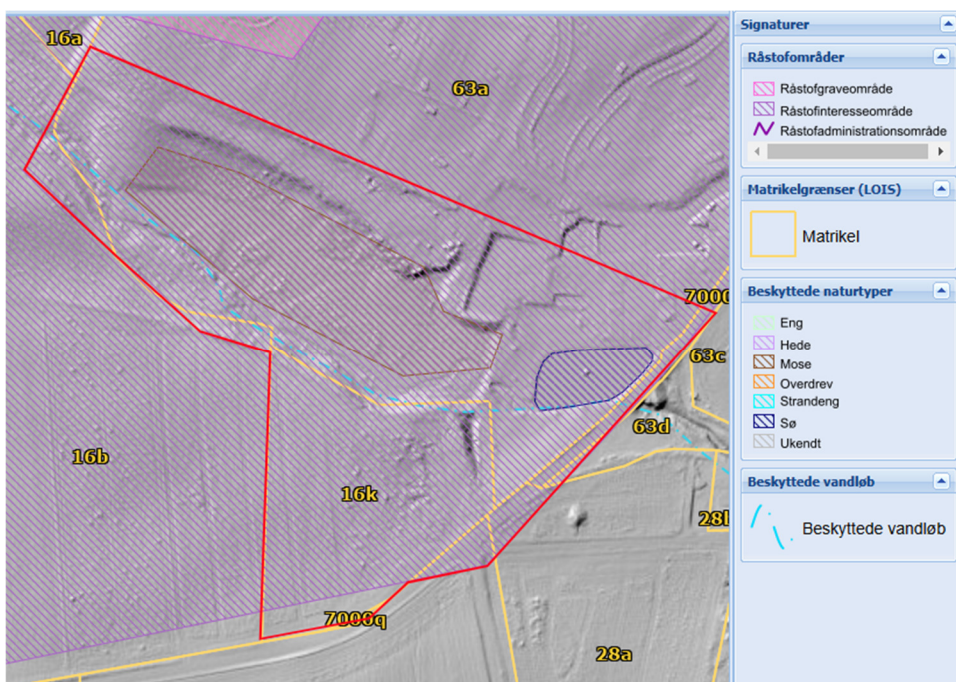 16a
63a
7000
63c
63d
16b
16k
28a
7000q
Signaturer
Råstofområder
Råstofgraveområde
Råstofinteresseområde
Råstofadministrationsområde
Matrikelgrænser (LOIS)
Matrikel
Beskyttede naturtyper
Eng
Hede
Mose
Overdrev
Strandeng
Sø
Ukendt
Beskyttede vandløb
Beskyttede vandløb